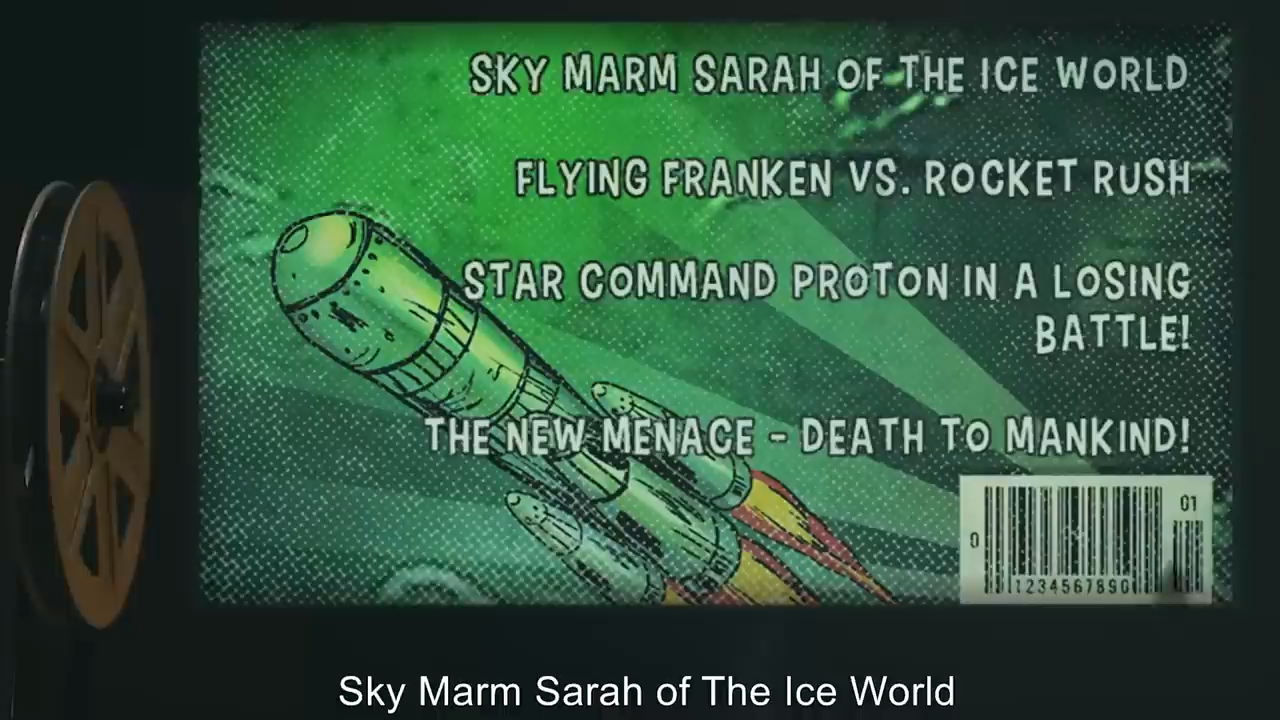 SKY MARM SARAH OF THE ICE WORLD
FLYING FRANKEN VS. ROCKET RUSH
STAR COMMAND PROTON IN A LOSING
BATTLE!
THE NEW MENACE - DEATH TO MANKIND!
01
0
1234567890
Sky Marm Sarah of The Ice World